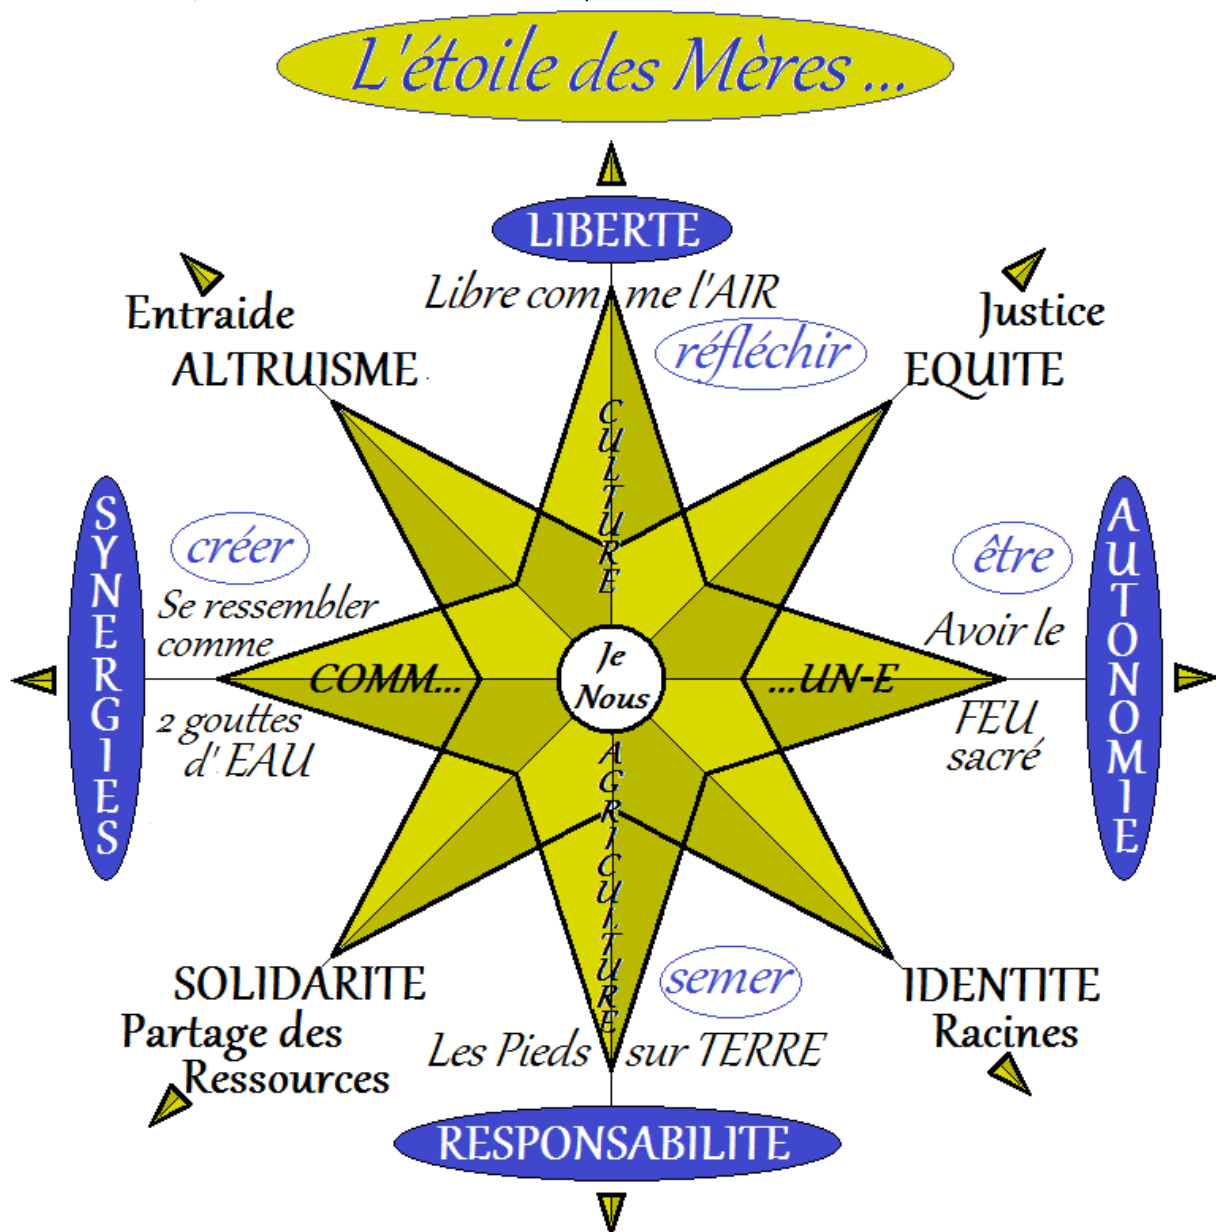 L'étoile des Mères ...
LIBERTE
Libre com me l'AIR
réfléchir
Entraide
ALTRUISME
Justice
EQUITE
CULTURE
SYNERGIES
créer
Se ressembler
comme
2 gouttes
d' EAU
COMM...
Je
Nous
...UN-E
être
Avoir le
FEU
sacré
AUTONOMIE
AGRICULTURE
SOLIDARITE
Partage des
Ressources
semer
Les Pieds sur TERRE
IDENTITE
Racines
RESPONSABILITE